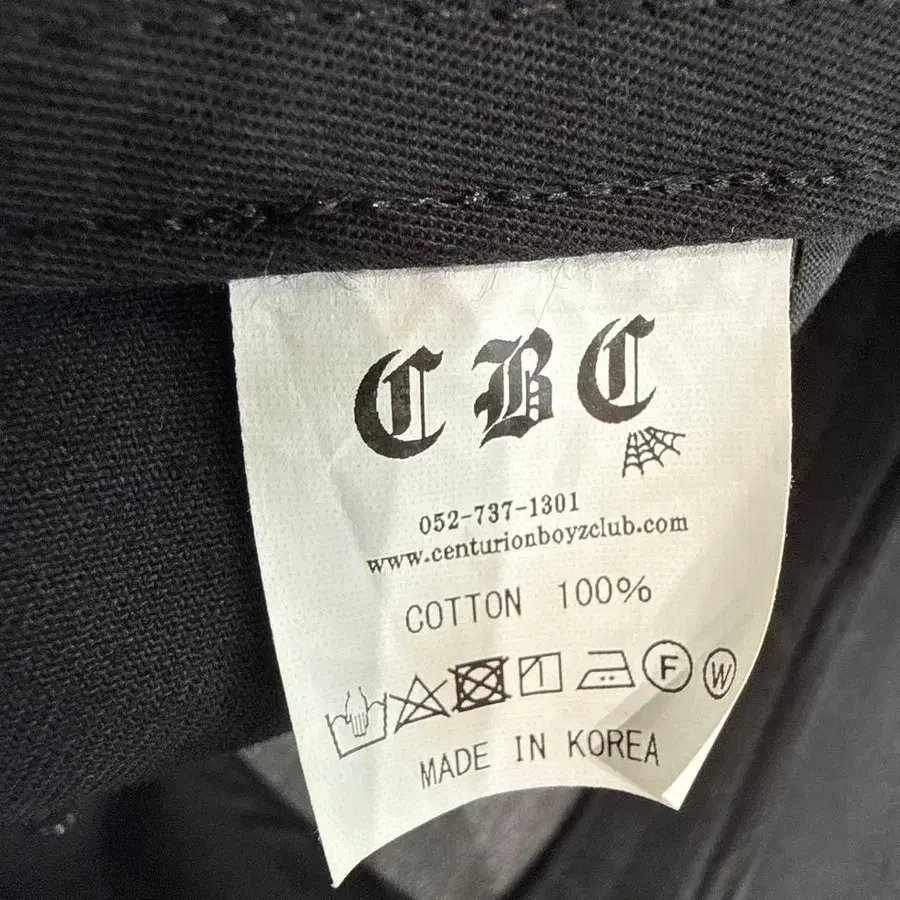 CBC
052-737-1301
www.centurionboyzclub.com
COTTON 100%
F W
MADE IN KOREA